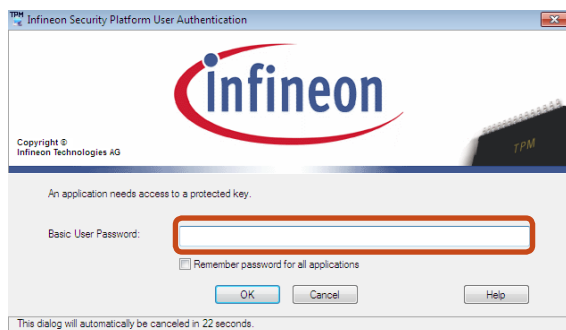 Infineon Security Platform User Authentication
infineon
Copyright ©
Infineon Technologies AG
TPM
An application needs access to a protected key.
Basic User Password:
Remember password for all applications
OK Cancel Help
This dialog will automatically be canceled in 22 seconds.